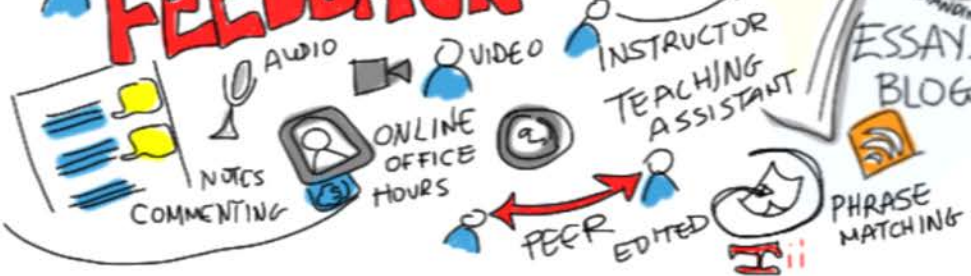 FEEDBACK
AUDIO
VIDEO
INSTRUCTOR
TEACHING
ASSISTANT
ESSAY
BLOG
ONLINE
OFFICE
HOURS
NOTES
COMMENTING
PEER
EDITED
PHRASE
MATCHING